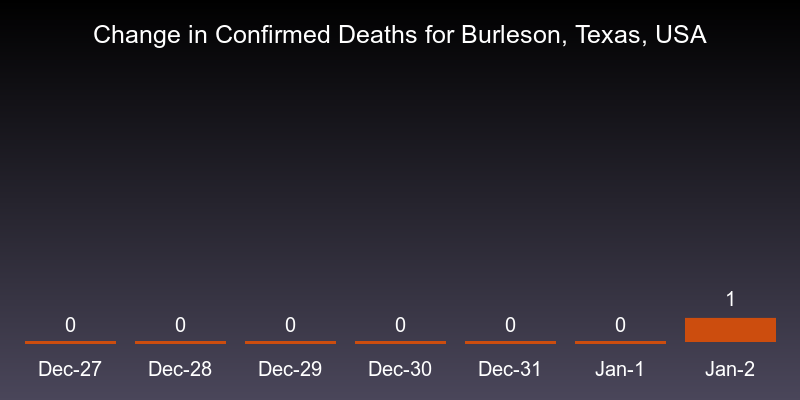 Change in Confirmed Deaths for Burleson, Texas, USA
0 0 0 0 0 0 1
Dec-27 Dec-28 Dec-29 Dec-30 Dec-31 Jan-1 Jan-2